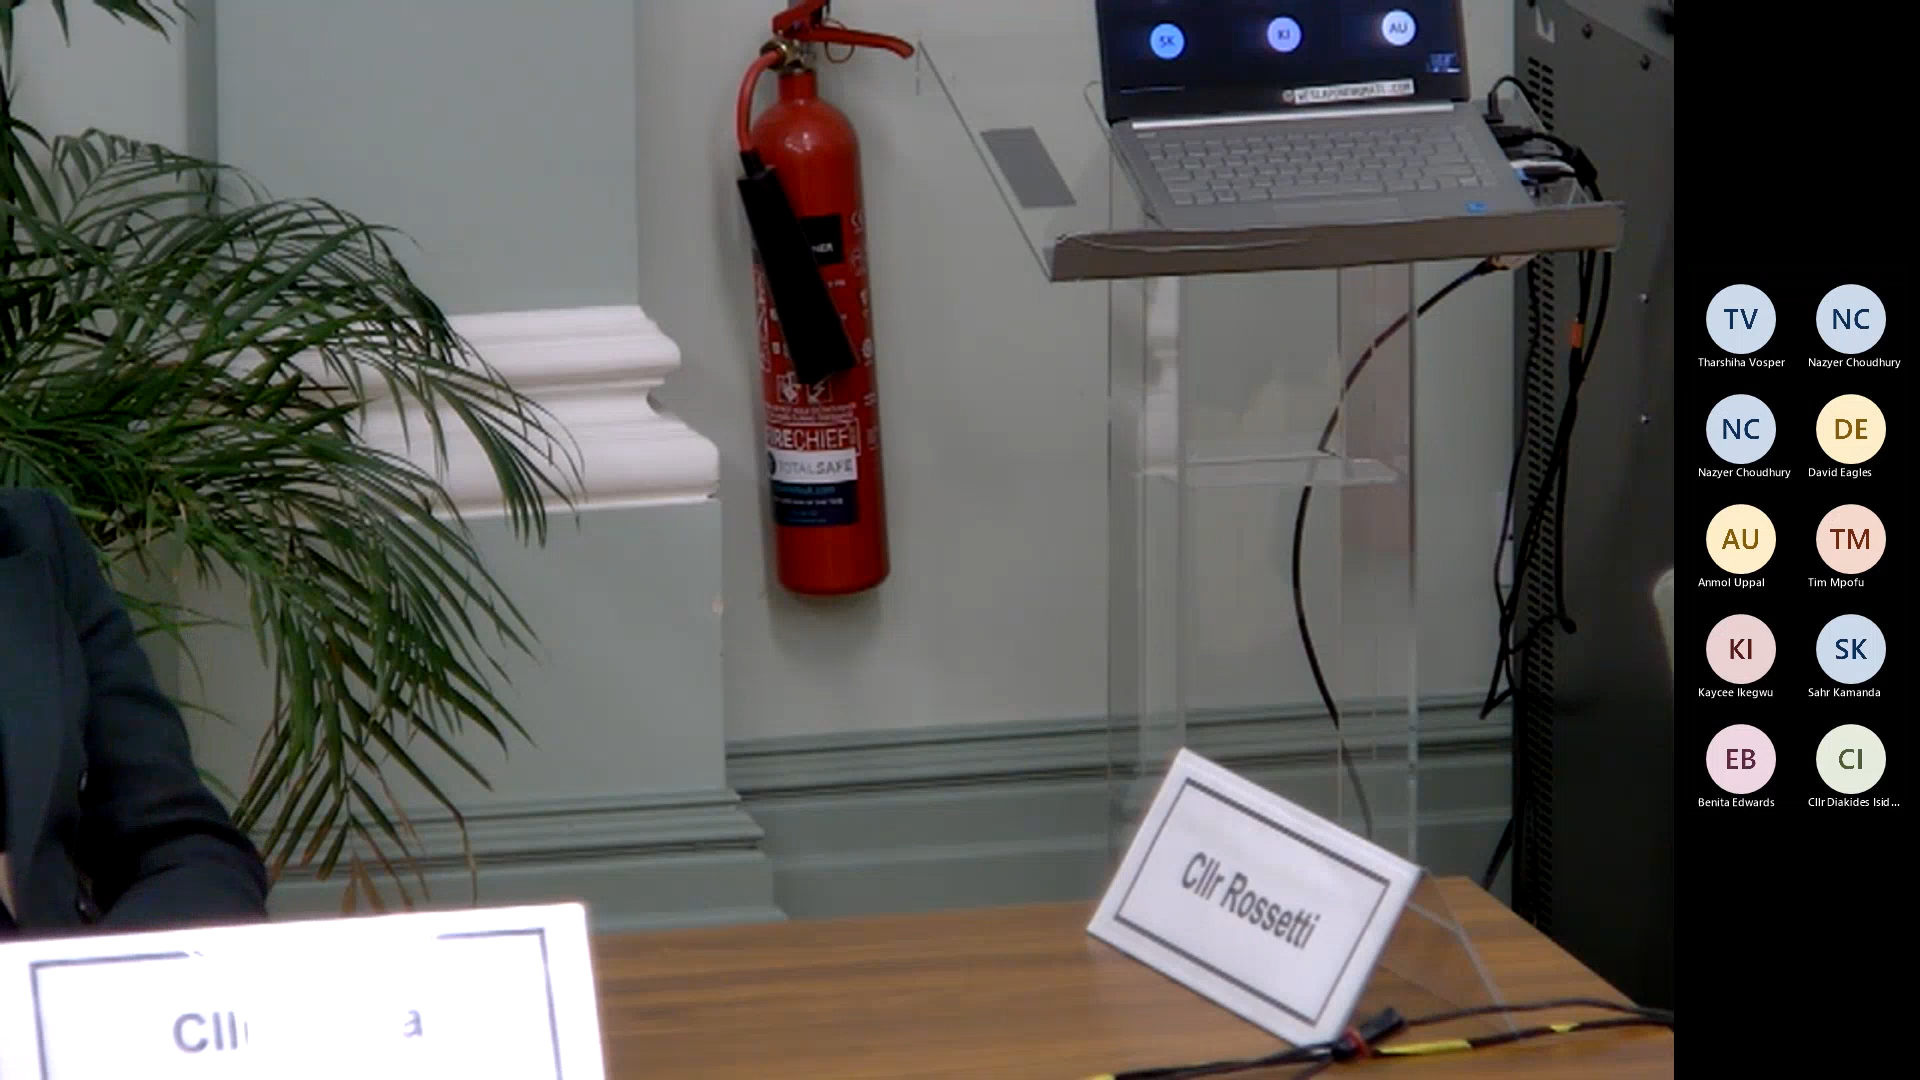 SK
KI
AU
FIRECHIEF
TOTALSAFE
Cllr Rossetti
Cll
a
TV
NC
Tharshiha Vosper
Nazyer Choudhury
NC
DE
Nazyer Choudhury
David Eagles
AU
TM
Anmol Uppal
Tim Mpofu
KI
SK
Kaycee Ikegwu
Sahr Kamanda
EB
CI
Benita Edwards
Cllr Diakides Isid...